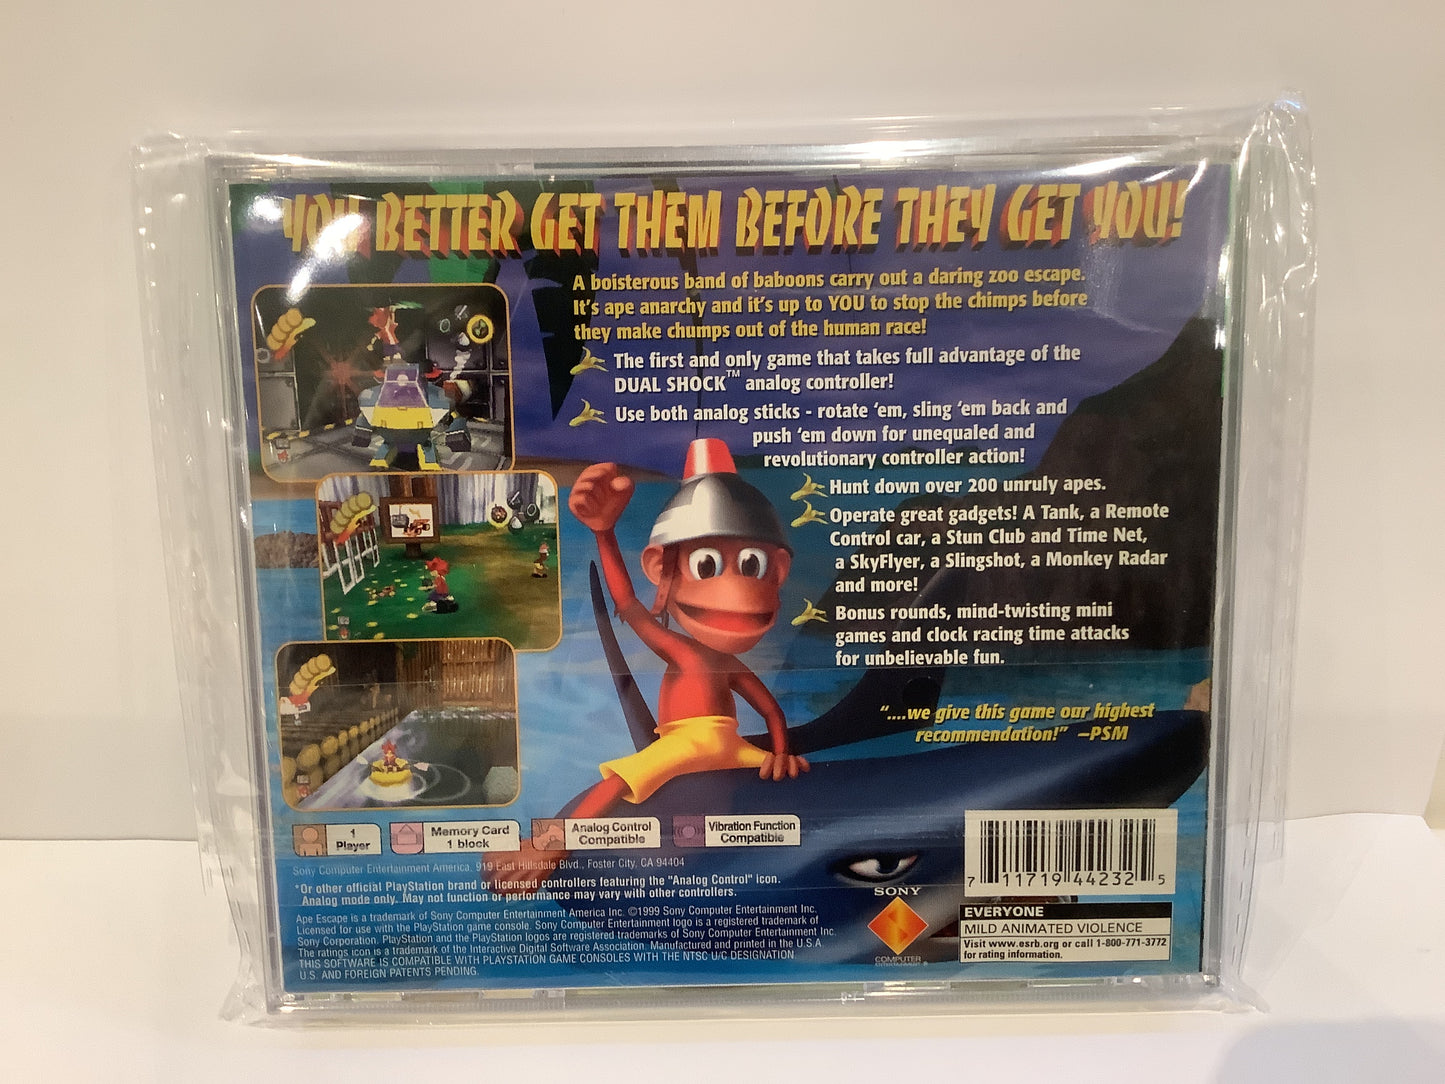 YOU BETTER GET THEM BEFORE THEY GET YOU!
A boisterous band of baboons carry out a daring zoo escape.
It's ape anarchy and it's up to YOU to stop the chimps before
they make chumps out of the human race!
The first and only game that takes full advantage of the
DUAL SHOCK™ analog controller!
Use both analog sticks - rotate 'em, sling 'em back and
push 'em down for unequaled and
revolutionary controller action!
Hunt down over 200 unruly apes.
Operate great gadgets! A Tank, a Remote
Control car, a Stun Club and Time Net,
a SkyFlyer, a Slingshot, a Monkey Radar
and more!
Bonus rounds, mind-twisting mini
games and clock racing time attacks
for unbelievable fun.
"....we give this game our highest
recommendation!" –PSM
1
Player
Memory Card
1 block
Analog Control
Compatible
Vibration Function
Compatible
Sony Computer Entertainment America, 919 East Hillsdale Blvd., Foster City, CA 94404
*Or other official PlayStation brand or licensed controllers featuring the "Analog Control" icon.
Analog mode only. May not function or performance may vary with other controllers.
Ape Escape is a trademark of Sony Computer Entertainment America Inc. ©1999 Sony Computer Entertainment Inc.
Licensed for use with the PlayStation game console. Sony Computer Entertainment logo is a registered trademark of
Sony Corporation. PlayStation and the PlayStation logos are registered trademarks of Sony Computer Entertainment Inc.
The ratings icon is a trademark of the Interactive Digital Software Association. Manufactured and printed in the U.S.A.
THIS SOFTWARE IS COMPATIBLE WITH PLAYSTATION GAME CONSOLES WITH THE NTSC U/C DESIGNATION.
U.S. AND FOREIGN PATENTS PENDING.
SONY
COMPUTER
ENTERTAINMENT ®
7 11719 44232 5
EVERYONE
MILD ANIMATED VIOLENCE
Visit www.esrb.org or call 1-800-771-3772
for rating information.